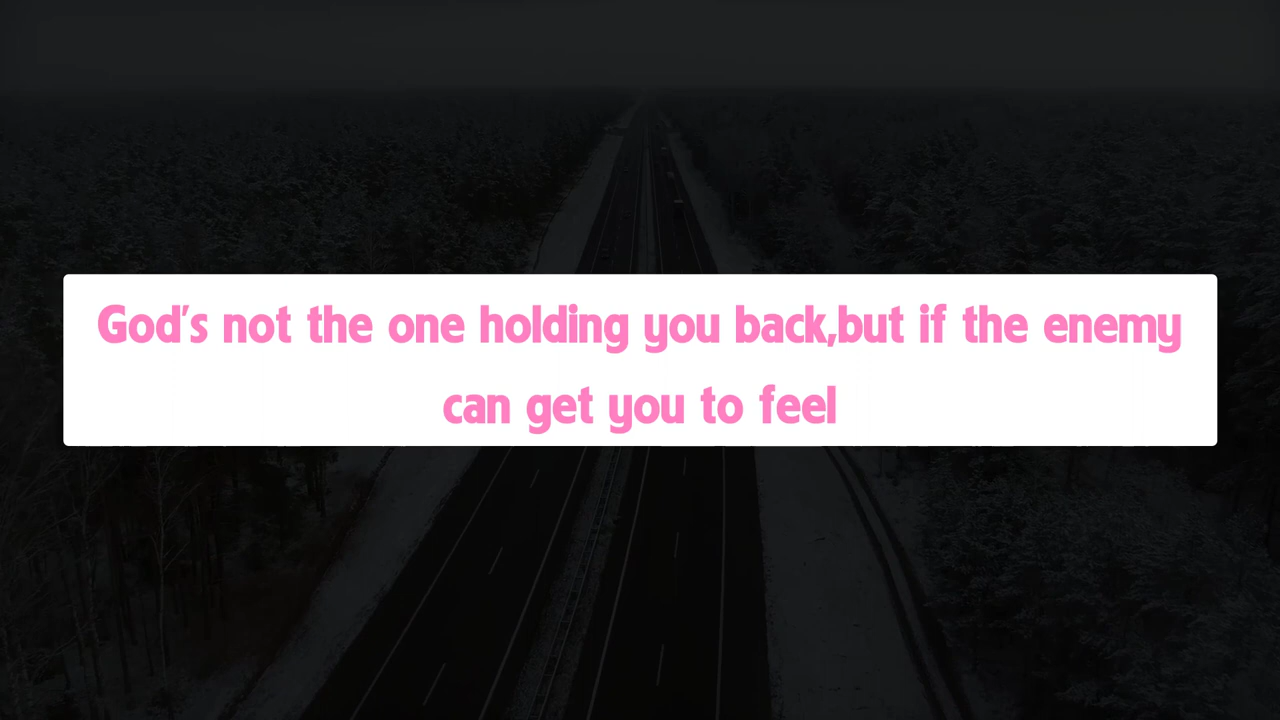 God's not the one holding you back,but if the enemy
can get you to feel